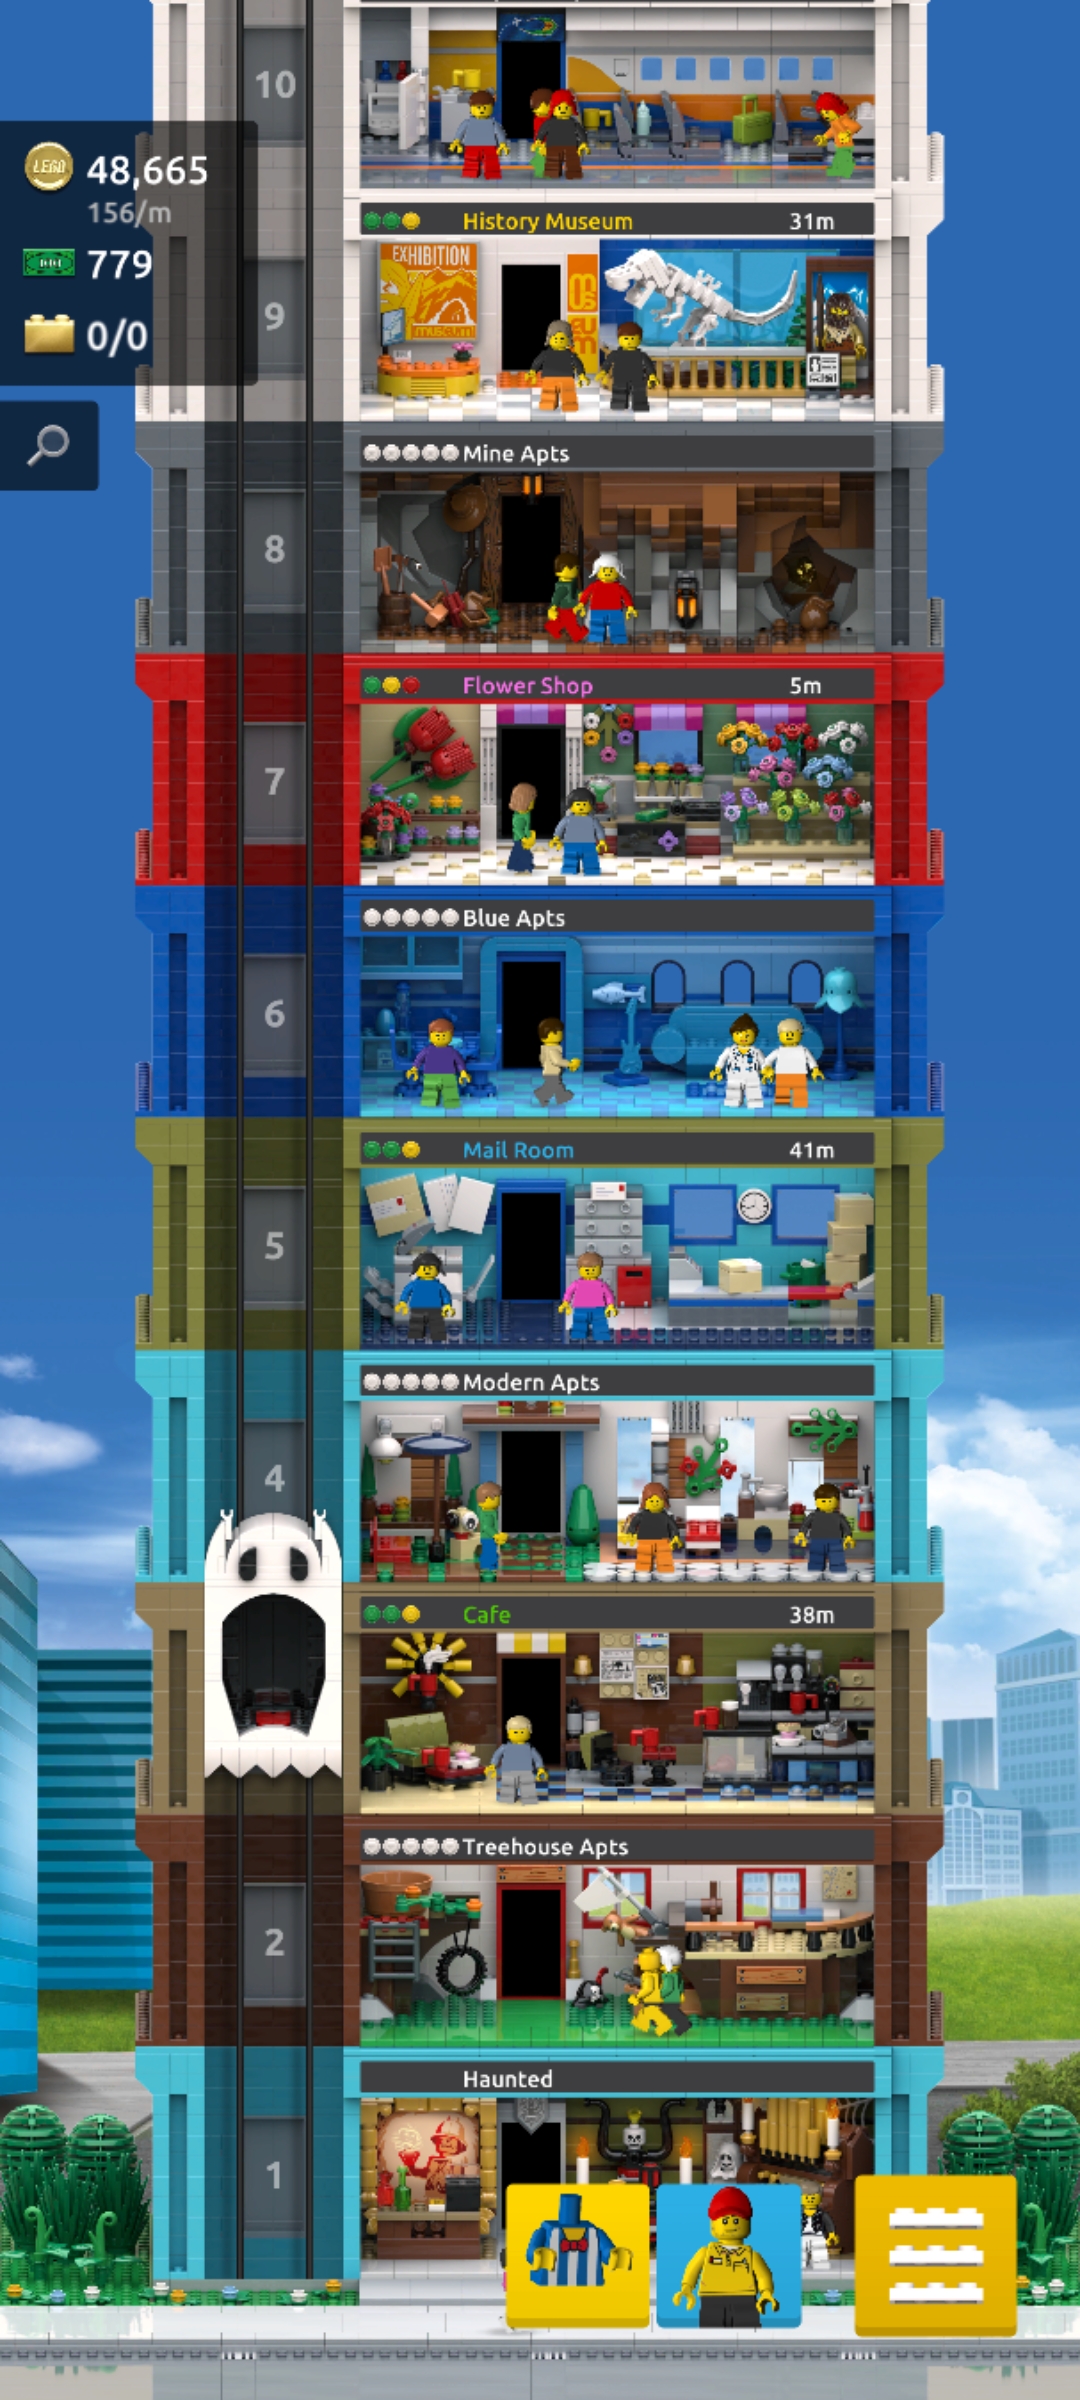 10
LEGO
48,665
156/m
779
0/0
History Museum 31m
EXHIBITION
museum
museum
9
Mine Apts
8
Flower Shop 5m
7
Blue Apts
6
Mail Room 41m
5
Modern Apts
4
Cafe 38m
Treehouse Apts
2
Haunted
1